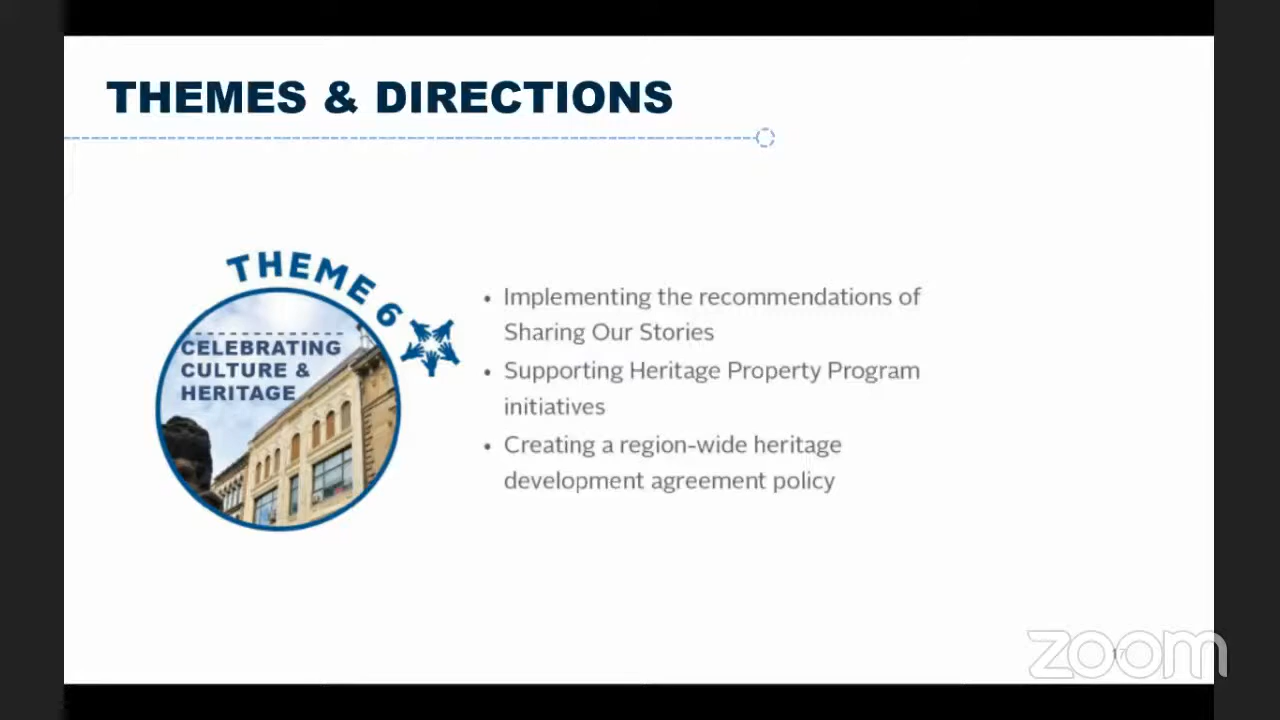 THEMES & DIRECTIONS
THEME 6
CELEBRATING
CULTURE &
HERITAGE
• Implementing the recommendations of
Sharing Our Stories
• Supporting Heritage Property Program
initiatives
• Creating a region-wide heritage
development agreement policy
17
zoom